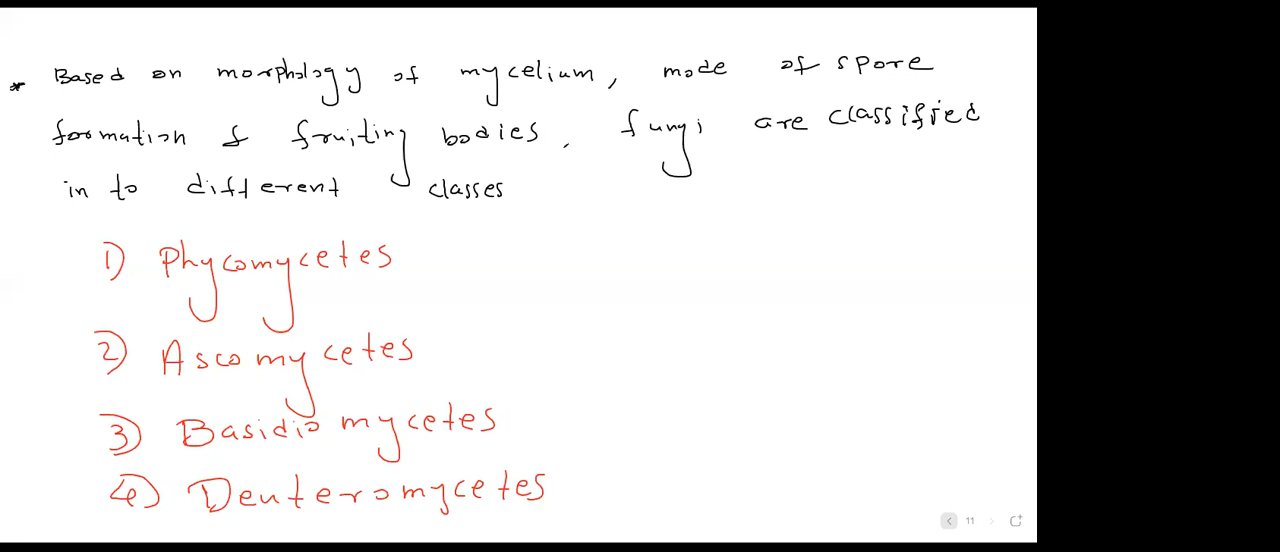 * Based on morphology of mycelium, mode of spore
formation & fruiting bodies, fungi are classified
in to different classes
1) Phycomycetes
2) Ascomycetes
3) Basidiomycetes
4) Deuteromycetes
11